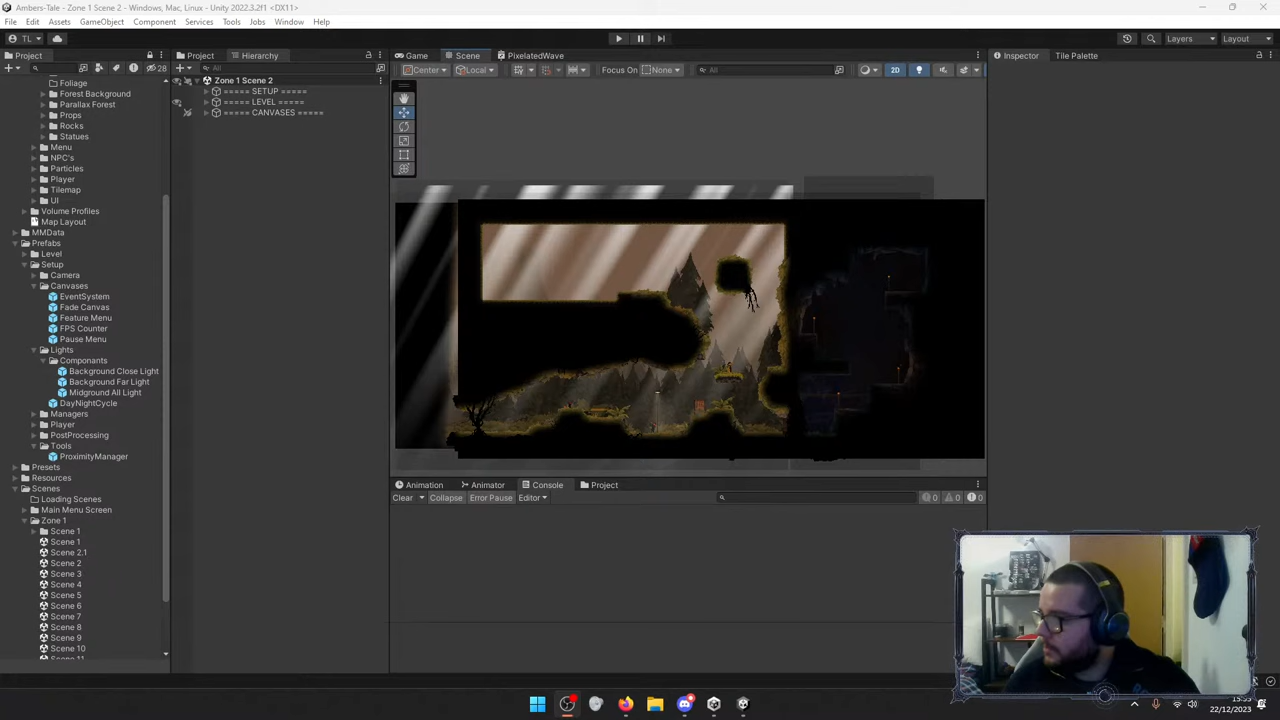 Ambers-Tale - Zone 1 Scene 2 - Windows, Mac, Linux - Unity 2022.3.2f1 <DX11>
File Edit Assets GameObject Component Services Tools Jobs Window Help
TL Layers Layout
Project Hierarchy Game Scene PixelatedWave Inspector Tile Palette
28 All Center Local Focus On None All 2D
Foliage
Forest Background
Parallax Forest
Props
Rocks
Statues
Menu
NPC's
Particles
Player
Tilemap
UI
Volume Profiles
Map Layout
MMData
Prefabs
Level
Setup
Camera
Canvases
EventSystem
Fade Canvas
Feature Menu
FPS Counter
Pause Menu
Lights
Componants
Background Close Light
Background Far Light
Midground All Light
DayNightCycle
Managers
Player
PostProcessing
Tools
ProximityManager
Presets
Resources
Scenes
Loading Scenes
Main Menu Screen
Zone 1
Scene 1
Scene 1
Scene 2.1
Scene 2
Scene 3
Scene 4
Scene 5
Scene 6
Scene 7
Scene 8
Scene 9
Scene 10
Scene 11
Zone 1 Scene 2
===== SETUP =====
===== LEVEL =====
===== CANVASES =====
Animation Animator Console Project
Clear Collapse Error Pause Editor 0 0 0
22/12/2023